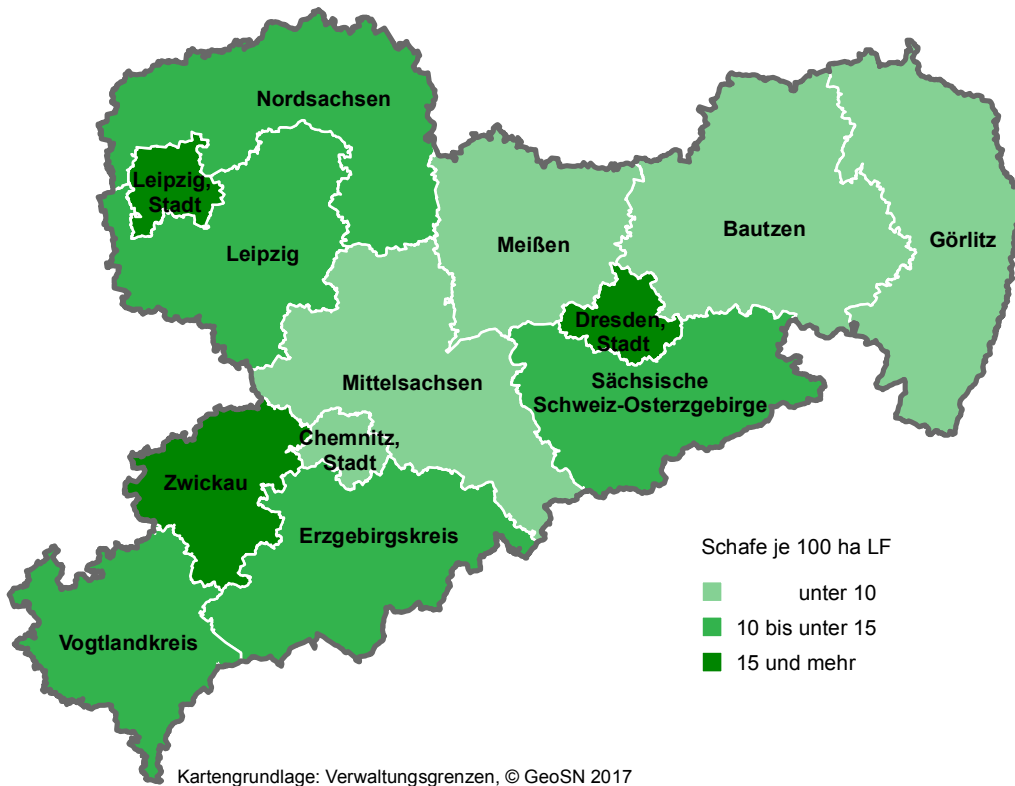 Nordsachsen
Leipzig,
Stadt
Leipzig
Meißen
Bautzen
Görlitz
Dresden,
Stadt
Mittelsachsen
Sächsische
Schweiz-Osterzgebirge
Chemnitz,
Stadt
Zwickau
Erzgebirgskreis
Vogtlandkreis
Schafe je 100 ha LF
unter 10
10 bis unter 15
15 und mehr
Kartengrundlage: Verwaltungsgrenzen, © GeoSN 2017